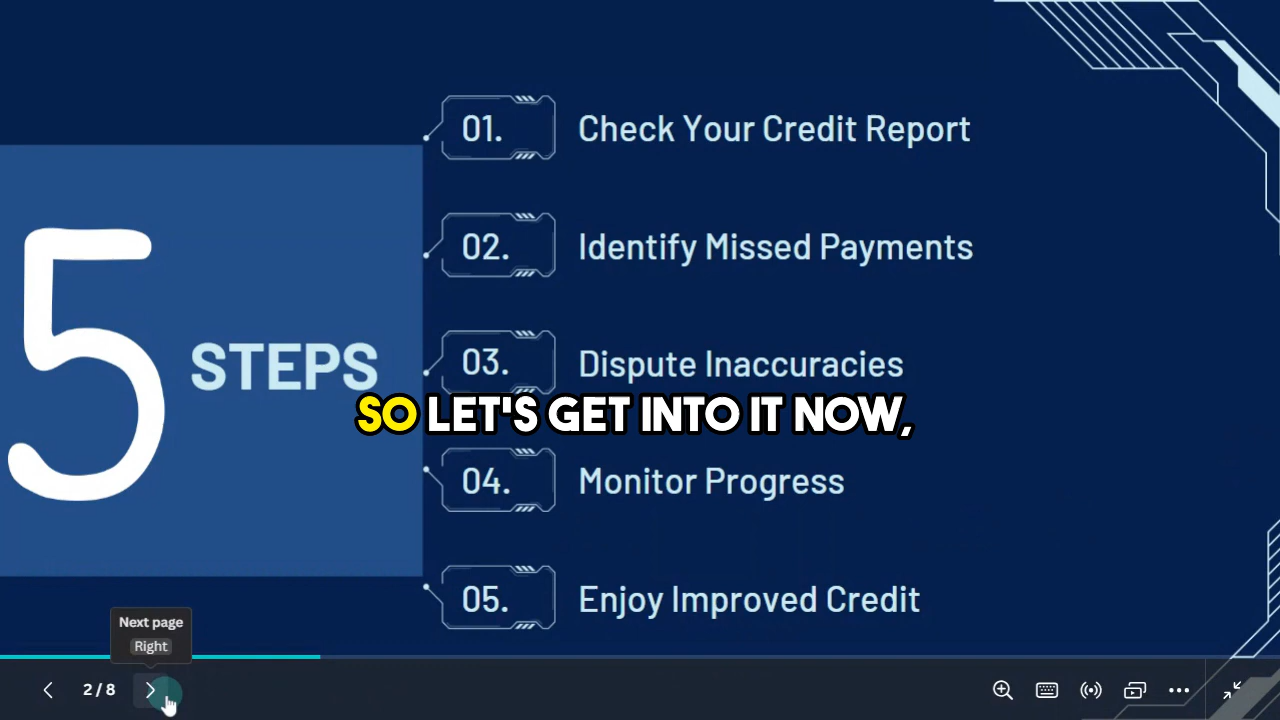 01. Check Your Credit Report
02. Identify Missed Payments
5 STEPS
03. Dispute Inaccuracies
SO LET'S GET INTO IT NOW,
04. Monitor Progress
05. Enjoy Improved Credit
Next page
Right
2 / 8